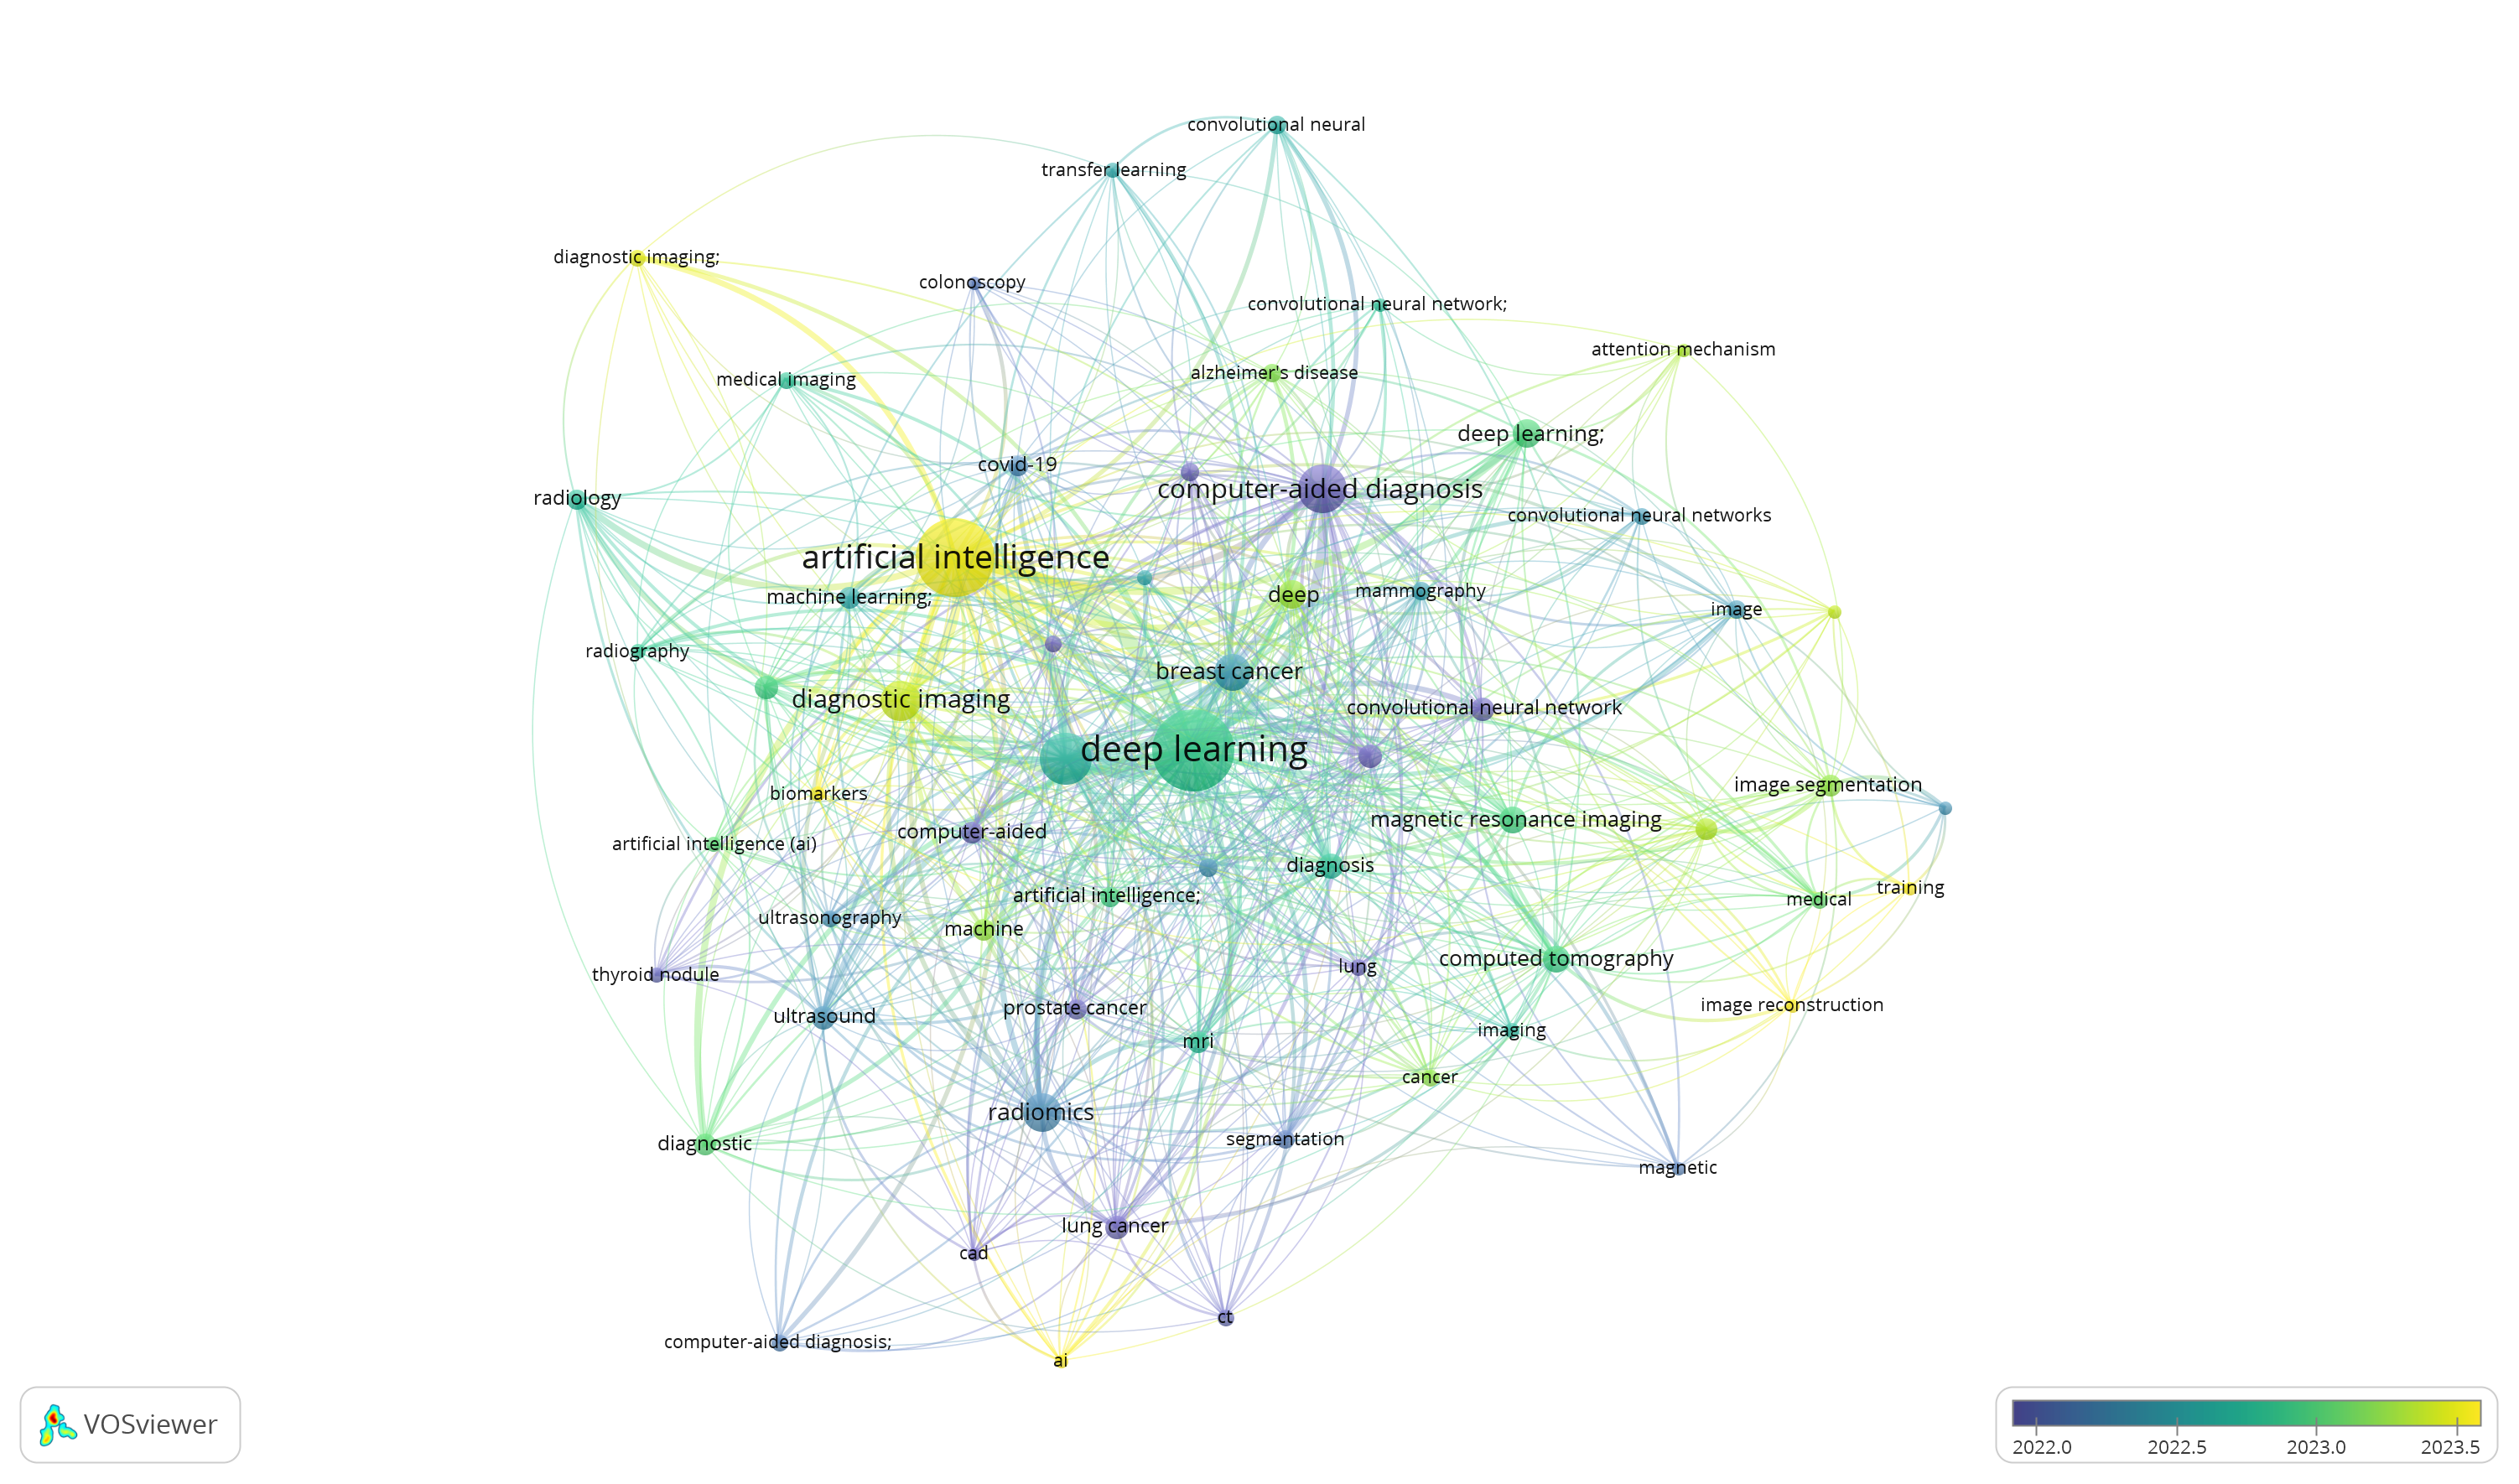 convolutional neural
transfer learning
diagnostic imaging;
colonoscopy
convolutional neural network;
attention mechanism
alzheimer's disease
medical imaging
deep learning;
covid-19
computer-aided diagnosis
radiology
convolutional neural networks
artificial intelligence
mammography
deep
machine learning;
image
radiography
breast cancer
diagnostic imaging
convolutional neural network
deep learning
image segmentation
biomarkers
magnetic resonance imaging
computer-aided
artificial intelligence (ai)
diagnosis
training
artificial intelligence;
medical
ultrasonography
machine
computed tomography
lung
thyroid nodule
image reconstruction
prostate cancer
ultrasound
imaging
mri
cancer
radiomics
segmentation
diagnostic
magnetic
lung cancer
cad
ct
computer-aided diagnosis;
ai
VOSviewer
2022.0 2022.5 2023.0 2023.5